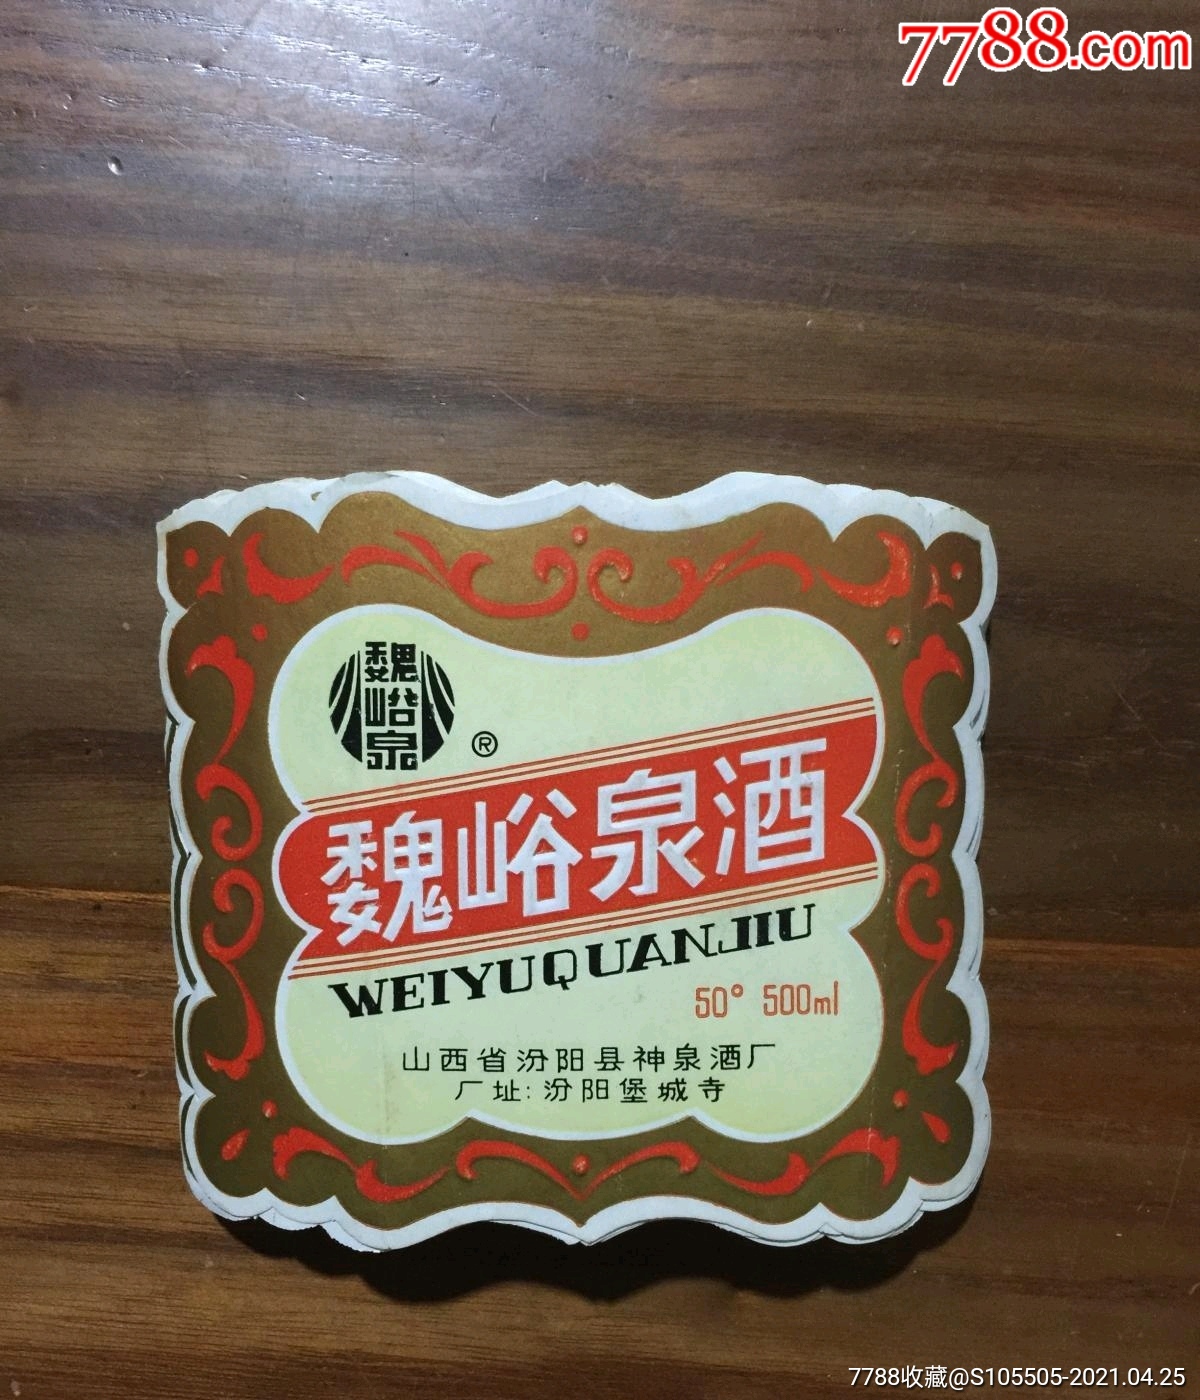 7788.com
魏
峪
泉
®
魏峪泉酒
WEIYUQUANJIU
50° 500ml
山西省汾阳县神泉酒厂
厂址:汾阳堡城寺
7788收藏@S105505-2021.04.25